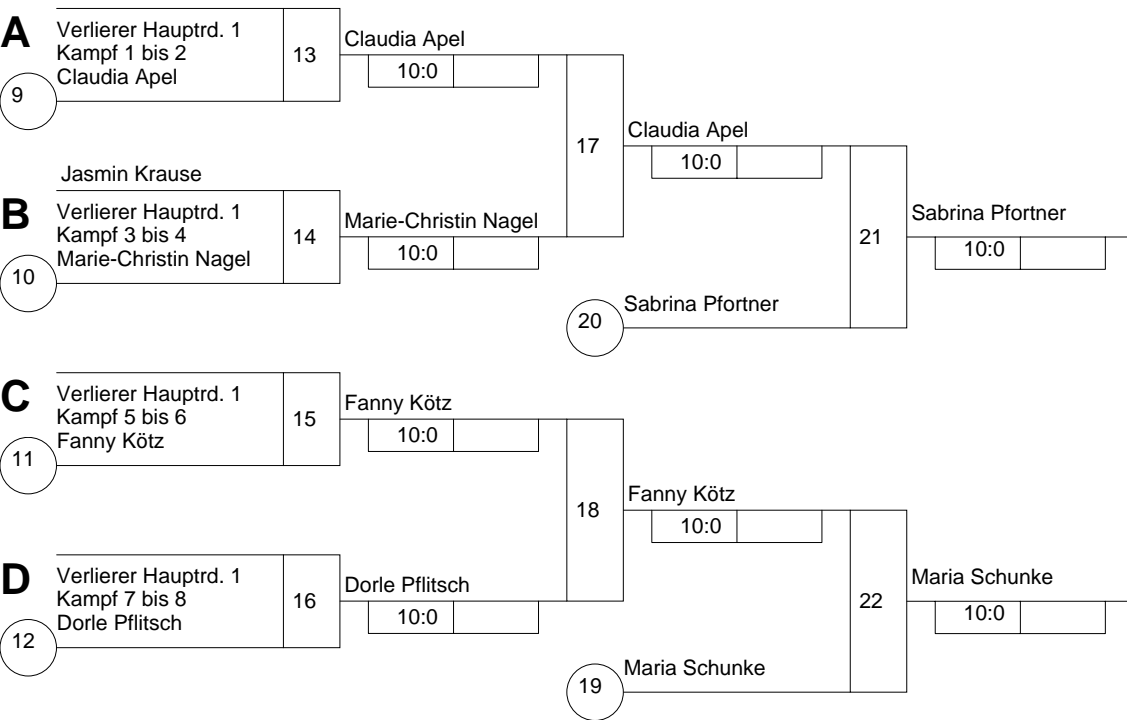 A
Verlierer Hauptrd. 1
Kampf 1 bis 2
Claudia Apel
9
13
Claudia Apel
10:0
Jasmin Krause
B
Verlierer Hauptrd. 1
Kampf 3 bis 4
Marie-Christin Nagel
10
14
Marie-Christin Nagel
10:0
17
Claudia Apel
10:0
20
Sabrina Pfortner
21
Sabrina Pfortner
10:0
C
Verlierer Hauptrd. 1
Kampf 5 bis 6
Fanny Kötz
11
15
Fanny Kötz
10:0
D
Verlierer Hauptrd. 1
Kampf 7 bis 8
Dorle Pflitsch
12
16
Dorle Pflitsch
10:0
18
Fanny Kötz
10:0
19
Maria Schunke
22
Maria Schunke
10:0